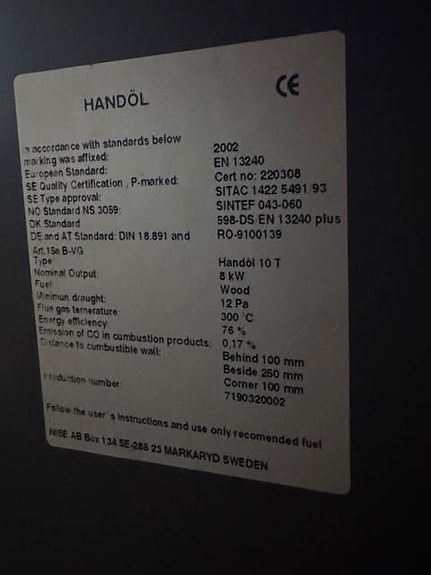 HANDÖL
CE
In accordance with standards below
marking was affixed: 2002
European Standard: EN 13240
SE Quality Certification , P-marked: Cert no: 220308
SE Type approval: SITAC 1422 5491/93
NO Standard NS 3059: SINTEF 043-060
DK Standard 598-DS/EN 13240 plus
DE and AT Standard: DIN 18.891 and RO-9100139
Art.15a B-VG
Type: Handöl 10 T
Nominal Output: 8 kW
Fuel: Wood
Minimun draught: 12 Pa
Flue gas temerature: 300 °C
Energy efficiency: 76 %
Emission of CO in cumbustion products: 0,17 %
Distance to cumbustible wall: Behind 100 mm
Beside 250 mm
Corner 100 mm
Production number: 7190320002
Follow the user´s instructions and use only recomended fuel
NIBE AB Box 134 SE-285 23 MARKARYD SWEDEN